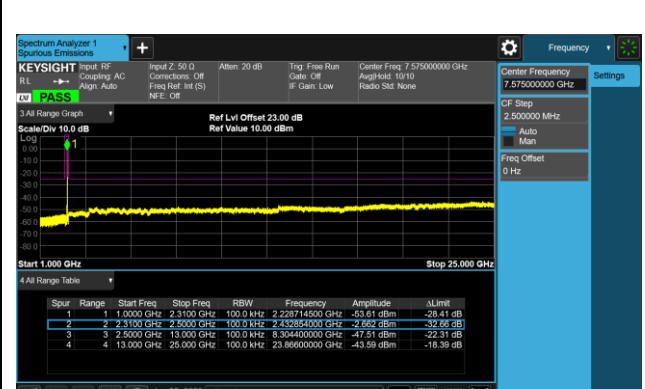 Spectrum Analyzer 1
Spurious Emissions
Frequency
KEYSIGHT
RL
PASS
Input: RF
Coupling: AC
Align: Auto
Input Z: 50 Ω
Corrections: Off
Freq Ref: Int (S)
NFE: Off
Atten: 20 dB
Trig: Free Run
Gate: Off
IF Gain: Low
Center Freq: 7.575000000 GHz
Avg|Hold: 10/10
Radio Std: None
Center Frequency
7.575000000 GHz
Settings
CF Step
2.500000 MHz
Auto
Man
Freq Offset
0 Hz
3 All Range Graph
Ref Lvl Offset 23.00 dB
Scale/Div 10.0 dB
Ref Value 10.00 dBm
Log
1
0.00
-10.0
-20.0
-30.0
-40.0
-50.0
-60.0
-70.0
-80.0
Start 1.000 GHz
Stop 25.000 GHz
4 All Range Table
Spur Range Start Freq Stop Freq RBW Frequency Amplitude ΔLimit
1 1 1.0000 GHz 2.3100 GHz 100.0 kHz 2.228714500 GHz -53.61 dBm -28.41 dB
2 2 2.3100 GHz 2.5000 GHz 100.0 kHz 2.432854000 GHz -2.662 dBm -32.66 dB
3 3 2.5000 GHz 13.000 GHz 100.0 kHz 8.304400000 GHz -47.51 dBm -22.31 dB
4 4 13.000 GHz 25.000 GHz 100.0 kHz 23.86600000 GHz -43.59 dBm -18.39 dB